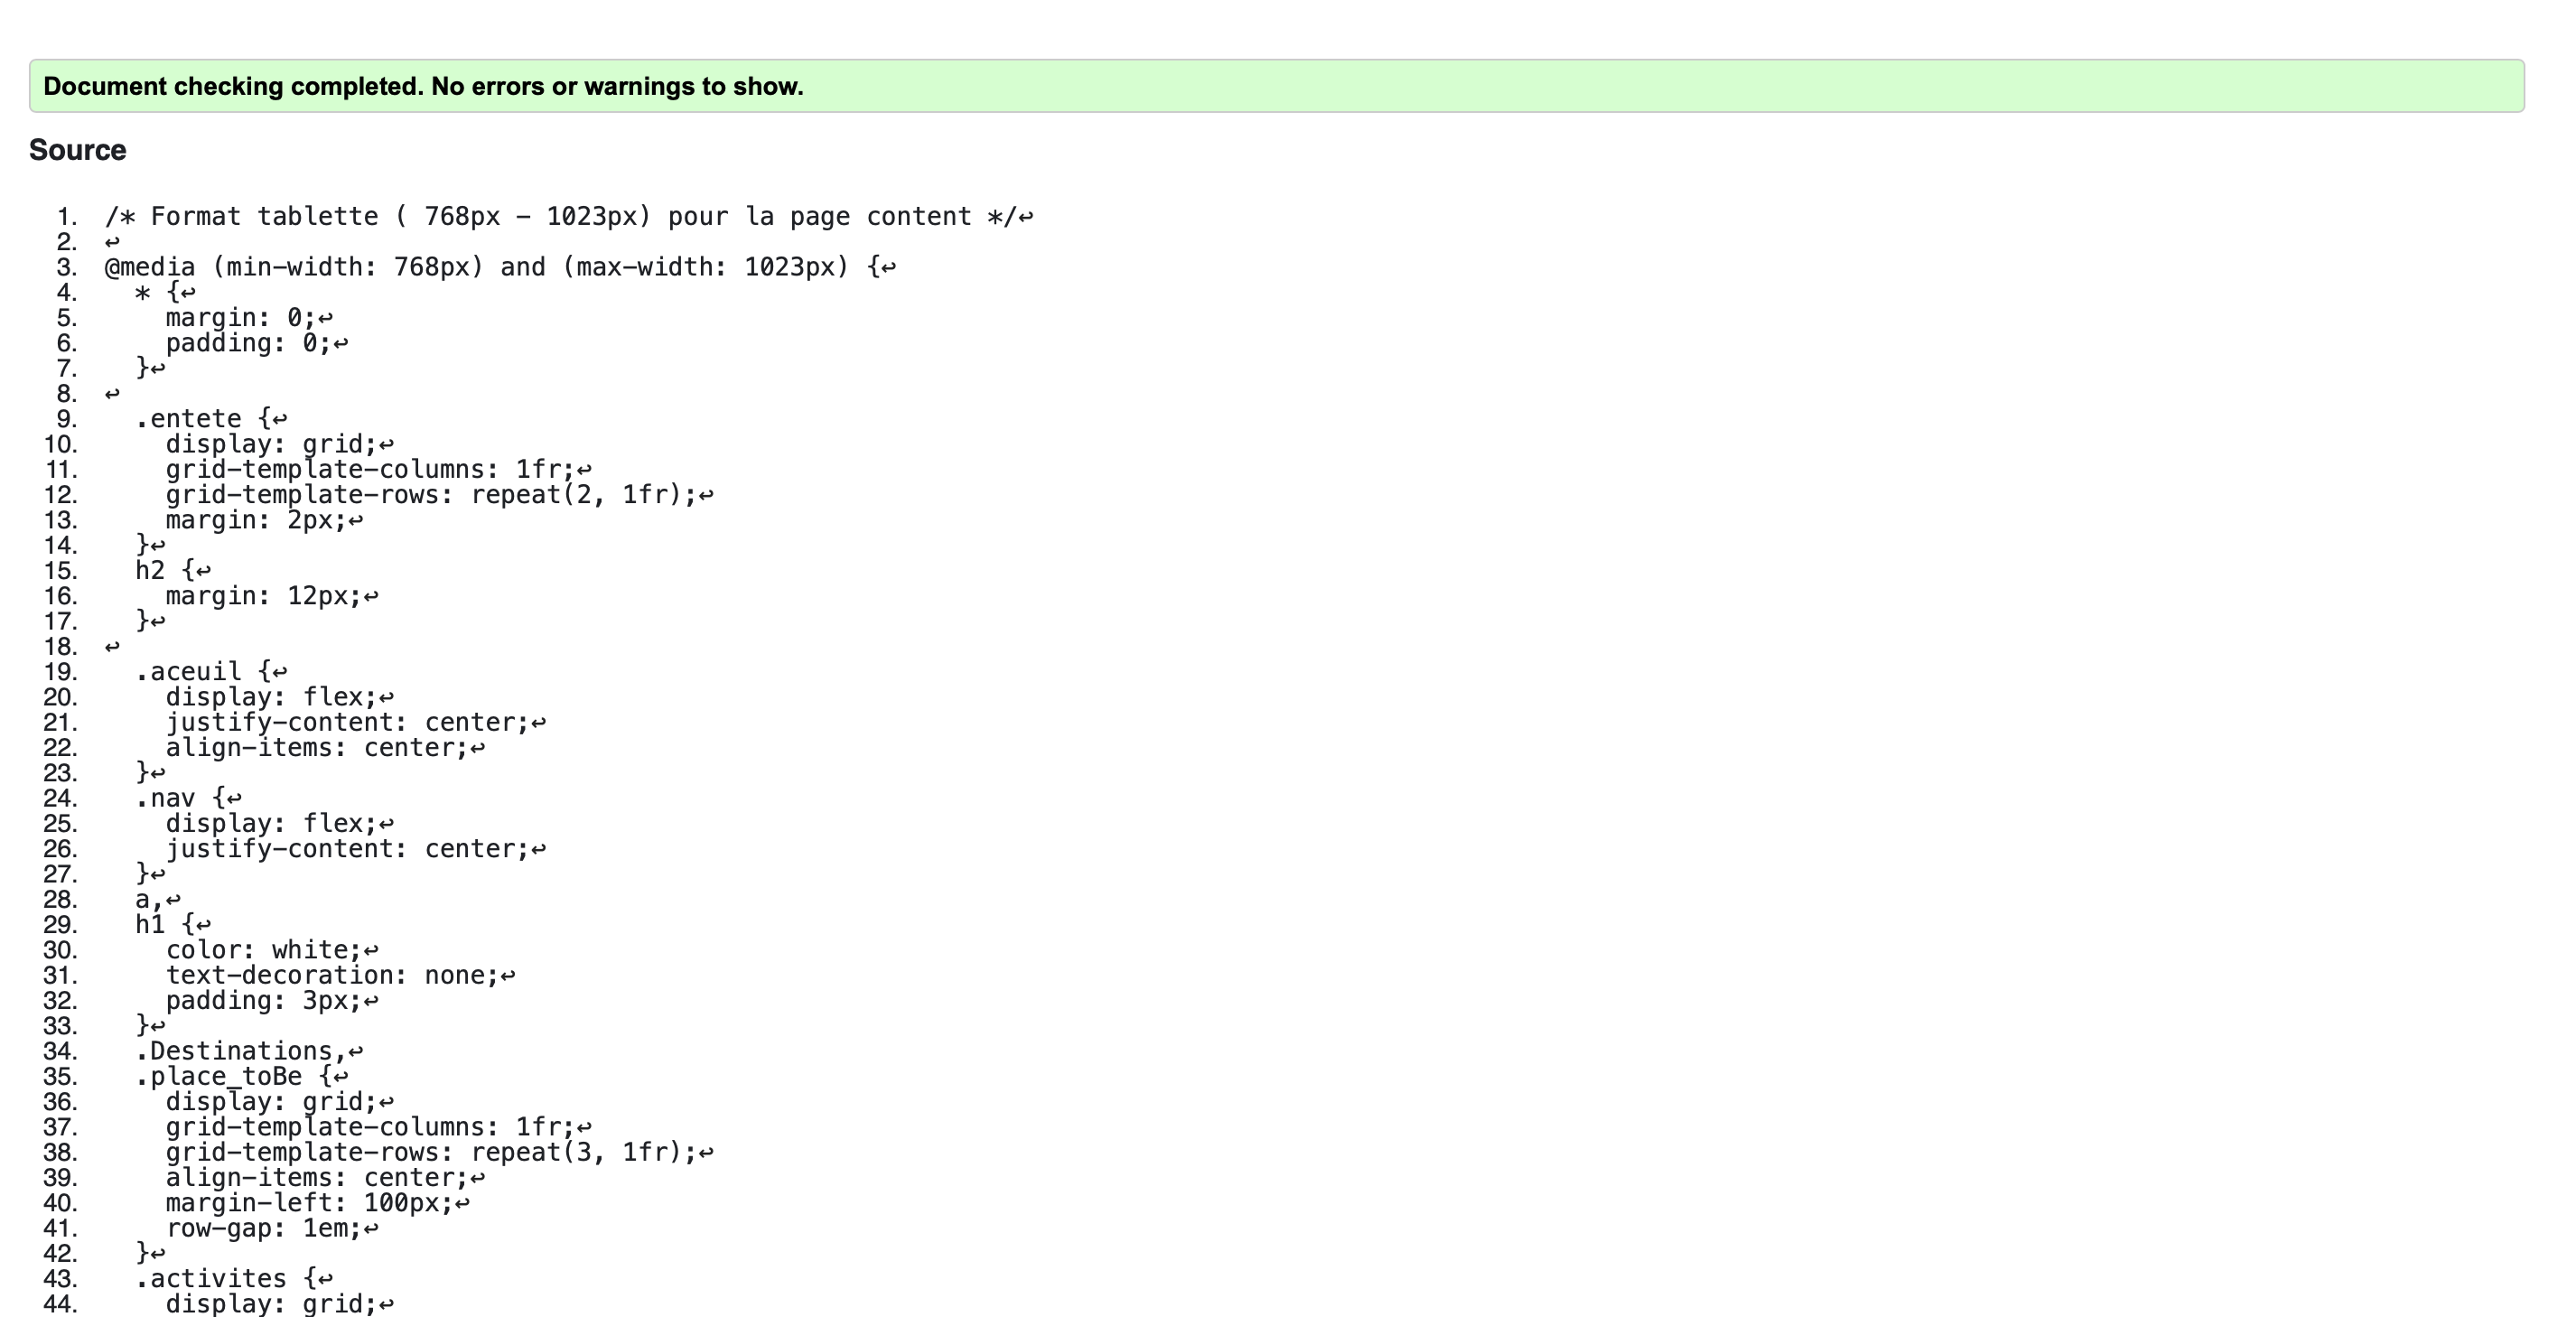 Document checking completed. No errors or warnings to show.
Source
1. /* Format tablette ( 768px - 1023px) pour la page content */↩
2. ↩
3. @media (min-width: 768px) and (max-width: 1023px) {↩
4.   * {↩
5.     margin: 0;↩
6.     padding: 0;↩
7.   }↩
8. ↩
9.   .entete {↩
10.     display: grid;↩
11.     grid-template-columns: 1fr;↩
12.     grid-template-rows: repeat(2, 1fr);↩
13.     margin: 2px;↩
14.   }↩
15.   h2 {↩
16.     margin: 12px;↩
17.   }↩
18. ↩
19.   .aceuil {↩
20.     display: flex;↩
21.     justify-content: center;↩
22.     align-items: center;↩
23.   }↩
24.   .nav {↩
25.     display: flex;↩
26.     justify-content: center;↩
27.   }↩
28.   a,↩
29.   h1 {↩
30.     color: white;↩
31.     text-decoration: none;↩
32.     padding: 3px;↩
33.   }↩
34.   .Destinations,↩
35.   .place_toBe {↩
36.     display: grid;↩
37.     grid-template-columns: 1fr;↩
38.     grid-template-rows: repeat(3, 1fr);↩
39.     align-items: center;↩
40.     margin-left: 100px;↩
41.     row-gap: 1em;↩
42.   }↩
43.   .activites {↩
44.     display: grid;↩